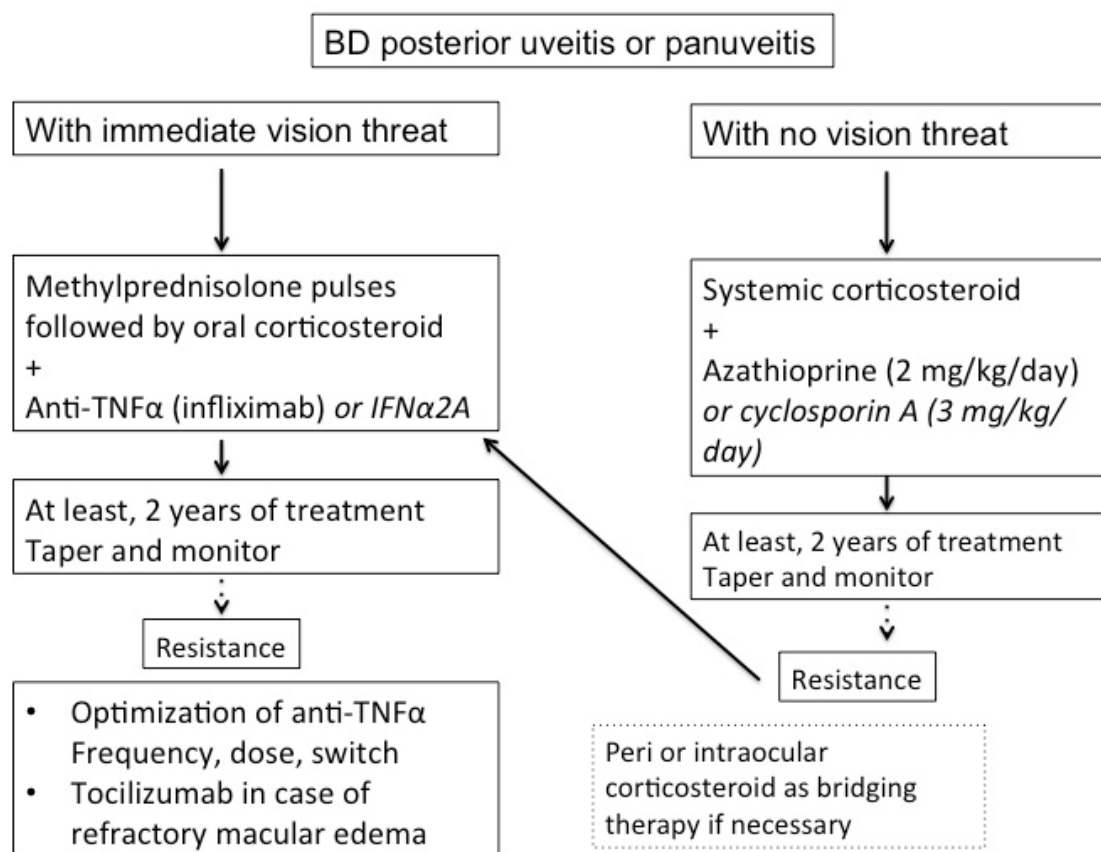 BD posterior uveitis or panuveitis
With immediate vision threat
Methylprednisolone pulses
followed by oral corticosteroid
+
Anti-TNFα (infliximab) or IFNα2A
At least, 2 years of treatment
Taper and monitor
Resistance
• Optimization of anti-TNFα
Frequency, dose, switch
• Tocilizumab in case of
refractory macular edema
With no vision threat
Systemic corticosteroid
+
Azathioprine (2 mg/kg/day)
or cyclosporin A (3 mg/kg/
day)
At least, 2 years of treatment
Taper and monitor
Resistance
Peri or intraocular
corticosteroid as bridging
therapy if necessary